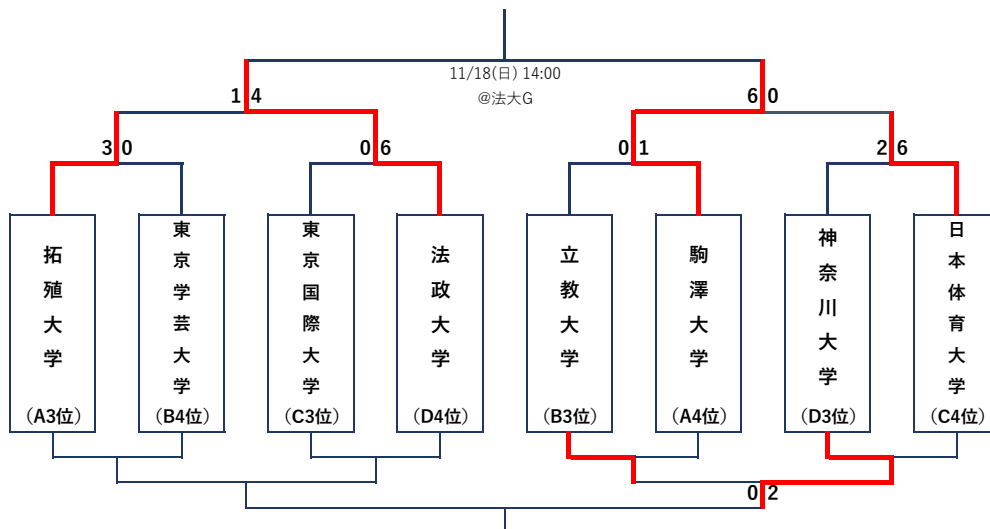 11/18(日) 14:00
@法大G
1 4
6 0
3 0
0 6
0 1
2 6
拓殖大学
(A3位)
東京学芸大学
(B4位)
東京国際大学
(C3位)
法政大学
(D4位)
立教大学
(B3位)
駒澤大学
(A4位)
神奈川大学
(D3位)
日本体育大学
(C4位)
0 2